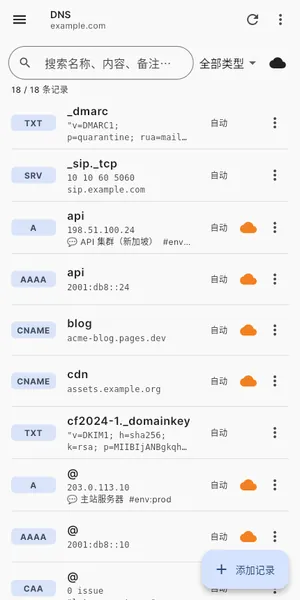 DNS
example.com
搜索名称、内容、备注…
全部类型
18 / 18 条记录
TXT
_dmarc
"v=DMARC1;
p=quarantine; rua=mail…
自动
SRV
_sip._tcp
10 10 60 5060
sip.example.com
自动
A
api
198.51.100.24
💬 API 集群（新加坡） #env…
自动
AAAA
api
2001:db8::24
自动
CNAME
blog
acme-blog.pages.dev
自动
CNAME
cdn
assets.example.org
自动
TXT
cf2024-1._domainkey
"v=DKIM1; h=sha256;
k=rsa; p=MIIBIjANBgkqh…
自动
A
@
203.0.113.10
💬 主站服务器 #env:prod
自动
AAAA
@
2001:db8::10
自动
CAA
@
0 issue
自动
添加记录